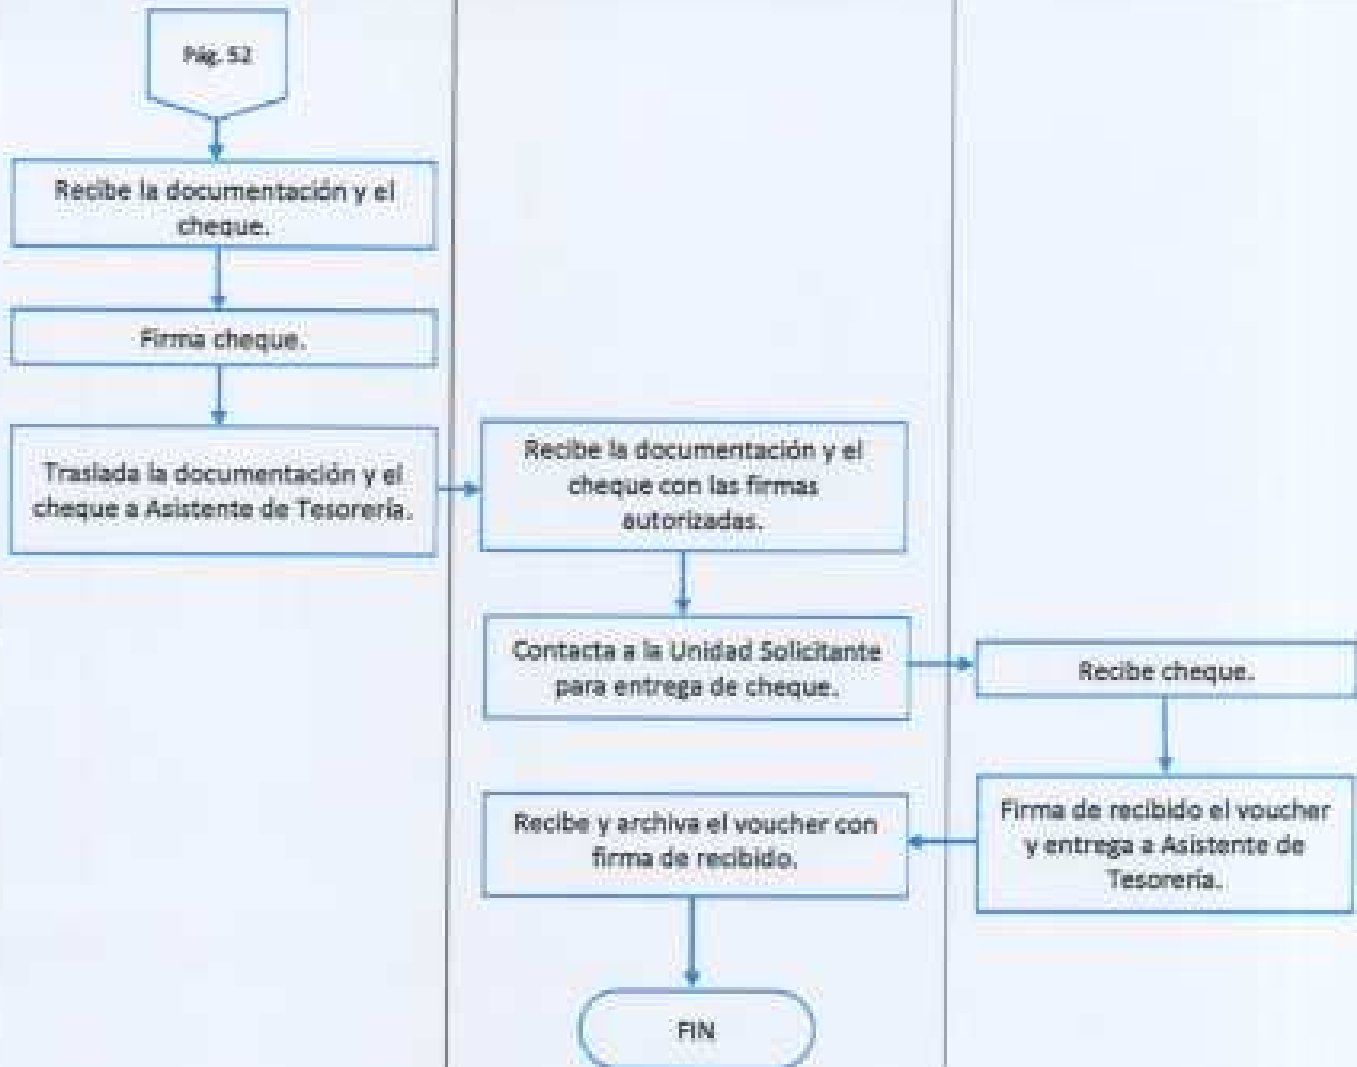 Pág. 52
Recibe la documentación y el
cheque.
Firma cheque.
Traslada la documentación y el
cheque a Asistente de Tesorería.
Recibe la documentación y el
cheque con las firmas
autorizadas.
Contacta a la Unidad Solicitante
para entrega de cheque.
Recibe cheque.
Firma de recibido el voucher
y entrega a Asistente de
Tesorería.
Recibe y archiva el voucher con
firma de recibido.
FIN